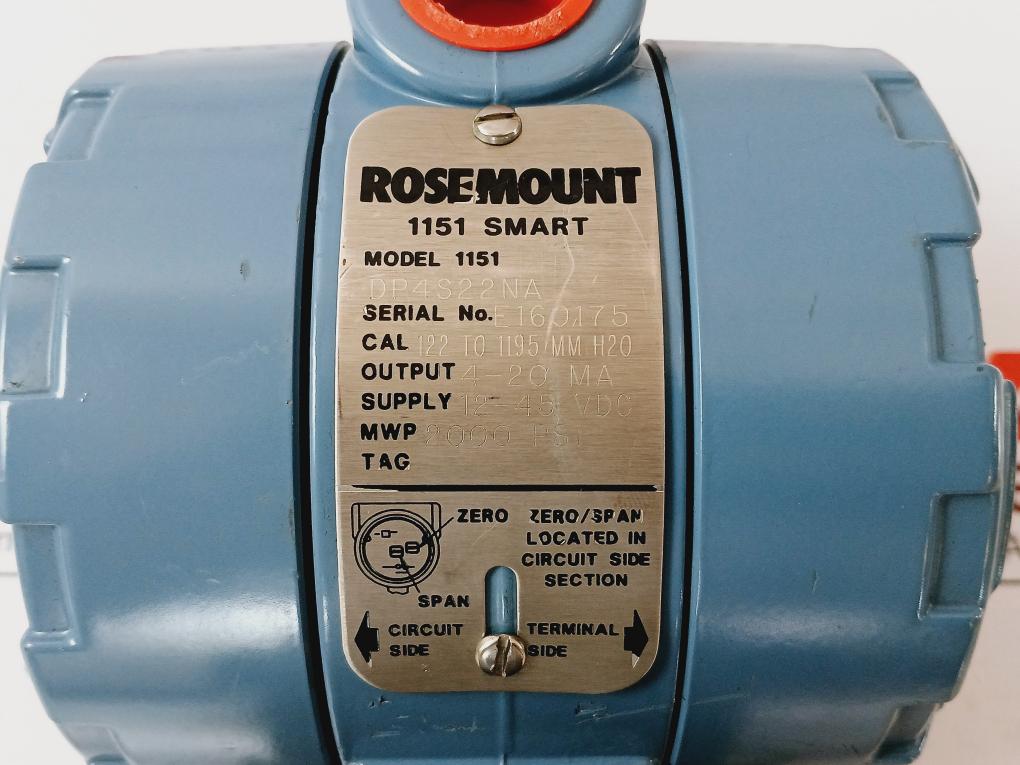 ROSEMOUNT
1151 SMART
MODEL 1151
DP4S22NA
SERIAL No. E160175
CAL 122 TO 1195 MM H2O
OUTPUT 4-20 MA
SUPPLY 12-45 VDC
MWP 2000 PSI
TAG
ZERO
ZERO/SPAN
LOCATED IN
CIRCUIT SIDE
SECTION
SPAN
CIRCUIT
SIDE
TERMINAL
SIDE